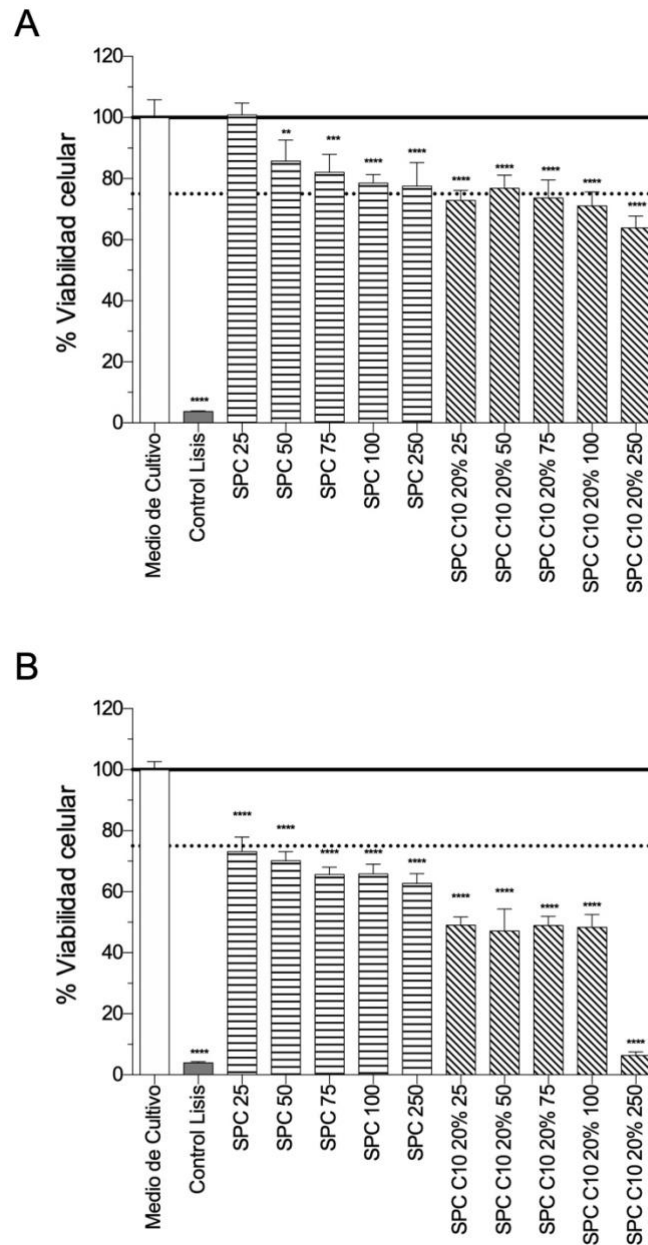 A
120
100
80
60
40
20
0
% Viabilidad celular
**
***
****
****
****
****
****
****
****
****
Medio de Cultivo
Control Lisis
SPC 25
SPC 50
SPC 75
SPC 100
SPC 250
SPC C10 20% 25
SPC C10 20% 50
SPC C10 20% 75
SPC C10 20% 100
SPC C10 20% 250
B
120
100
80
60
40
20
0
% Viabilidad celular
****
****
****
****
****
****
****
****
****
****
****
Medio de Cultivo
Control Lisis
SPC 25
SPC 50
SPC 75
SPC 100
SPC 250
SPC C10 20% 25
SPC C10 20% 50
SPC C10 20% 75
SPC C10 20% 100
SPC C10 20% 250